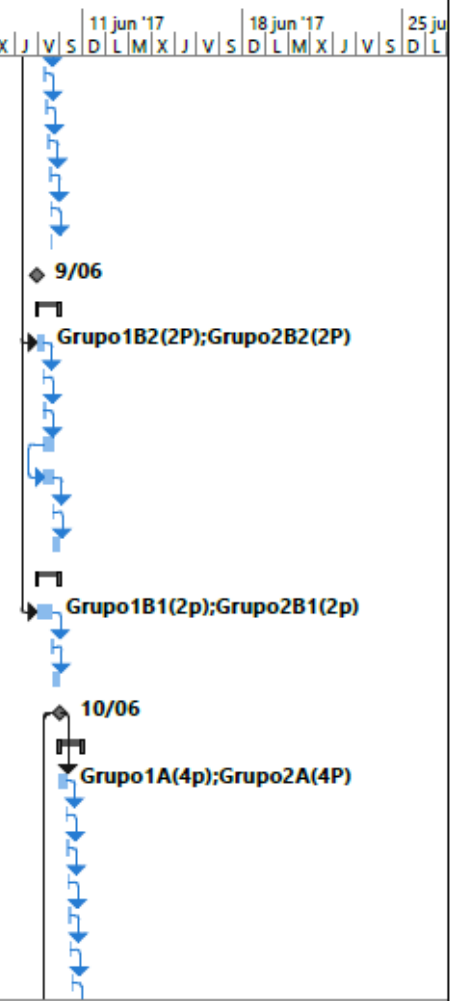 11 jun '17 18 jun '17 25 ju
X J V S D L M X J V S D L M X J V S D L
9/06
Grupo1B2(2P);Grupo2B2(2P)
Grupo1B1(2p);Grupo2B1(2p)
10/06
Grupo1A(4p);Grupo2A(4P)